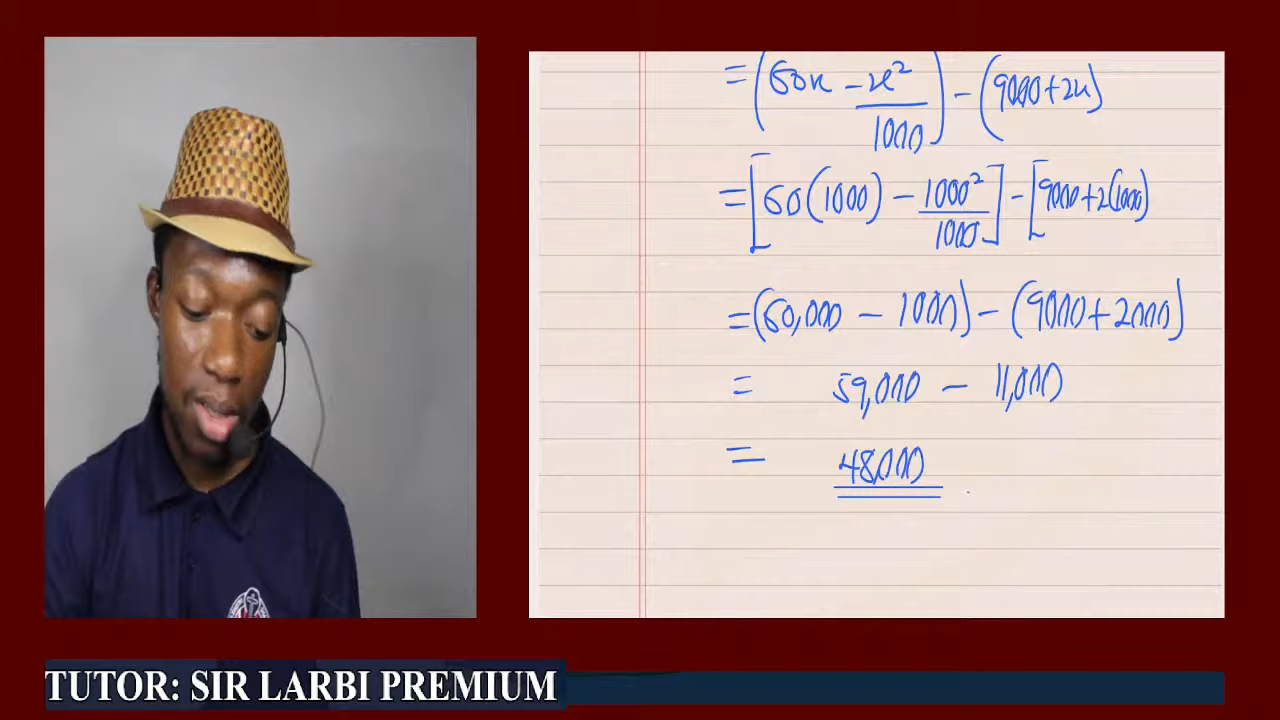 = (60x - x²/1000) - (9000+2x)
= [60(1000) - 1000²/1000] - [9000+2(1000)
= (60,000 - 1000) - (9000+2000)
= 59,000 - 11,000
= 48,000
TUTOR: SIR LARBI PREMIUM